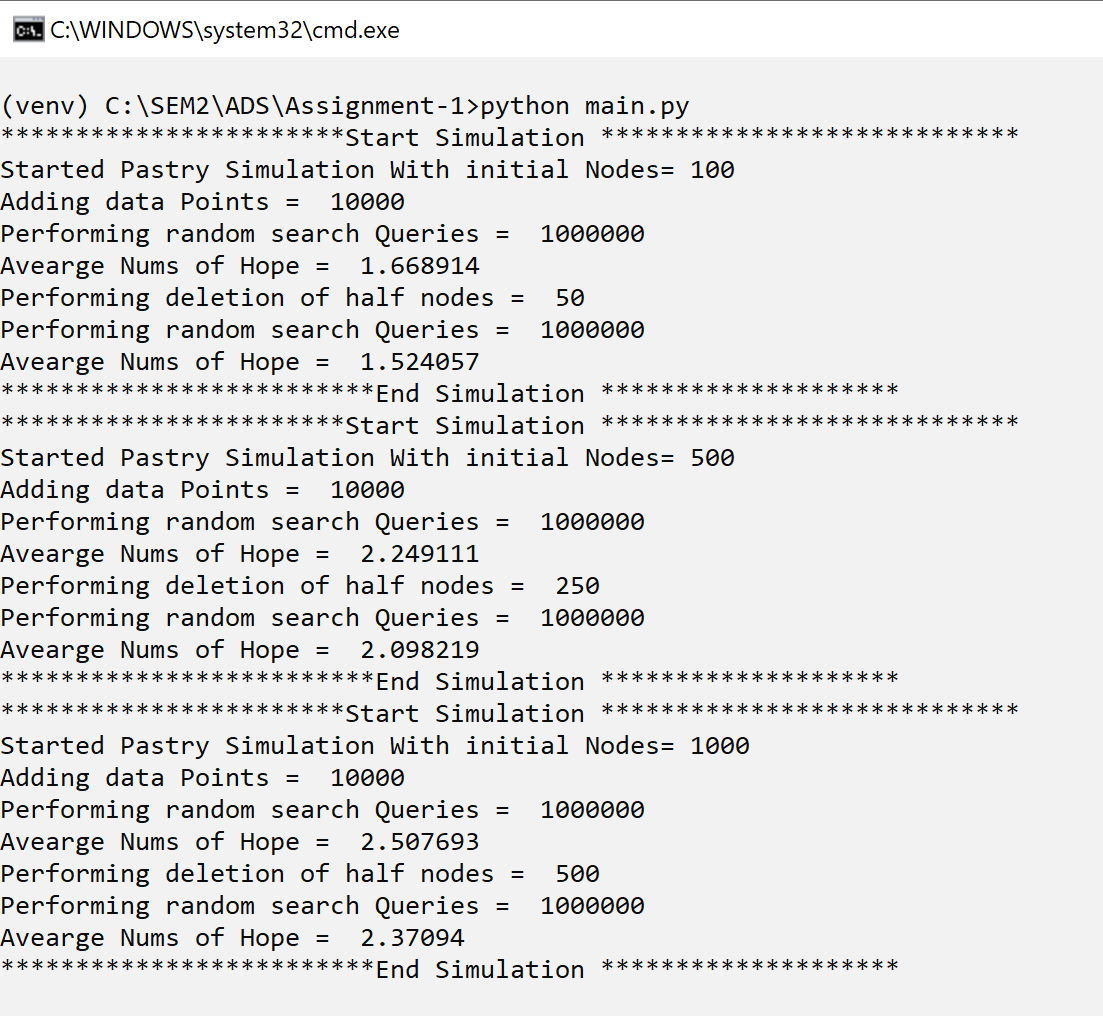 C:\WINDOWS\system32\cmd.exe
(venv) C:\SEM2\ADS\Assignment-1>python main.py
***********************Start Simulation ****************************
Started Pastry Simulation With initial Nodes= 100
Adding data Points =  10000
Performing random search Queries =  1000000
Avearge Nums of Hope =  1.668914
Performing deletion of half nodes =  50
Performing random search Queries =  1000000
Avearge Nums of Hope =  1.524057
*************************End Simulation ********************
***********************Start Simulation ****************************
Started Pastry Simulation With initial Nodes= 500
Adding data Points =  10000
Performing random search Queries =  1000000
Avearge Nums of Hope =  2.249111
Performing deletion of half nodes =  250
Performing random search Queries =  1000000
Avearge Nums of Hope =  2.098219
*************************End Simulation ********************
***********************Start Simulation ****************************
Started Pastry Simulation With initial Nodes= 1000
Adding data Points =  10000
Performing random search Queries =  1000000
Avearge Nums of Hope =  2.507693
Performing deletion of half nodes =  500
Performing random search Queries =  1000000
Avearge Nums of Hope =  2.37094
*************************End Simulation ********************